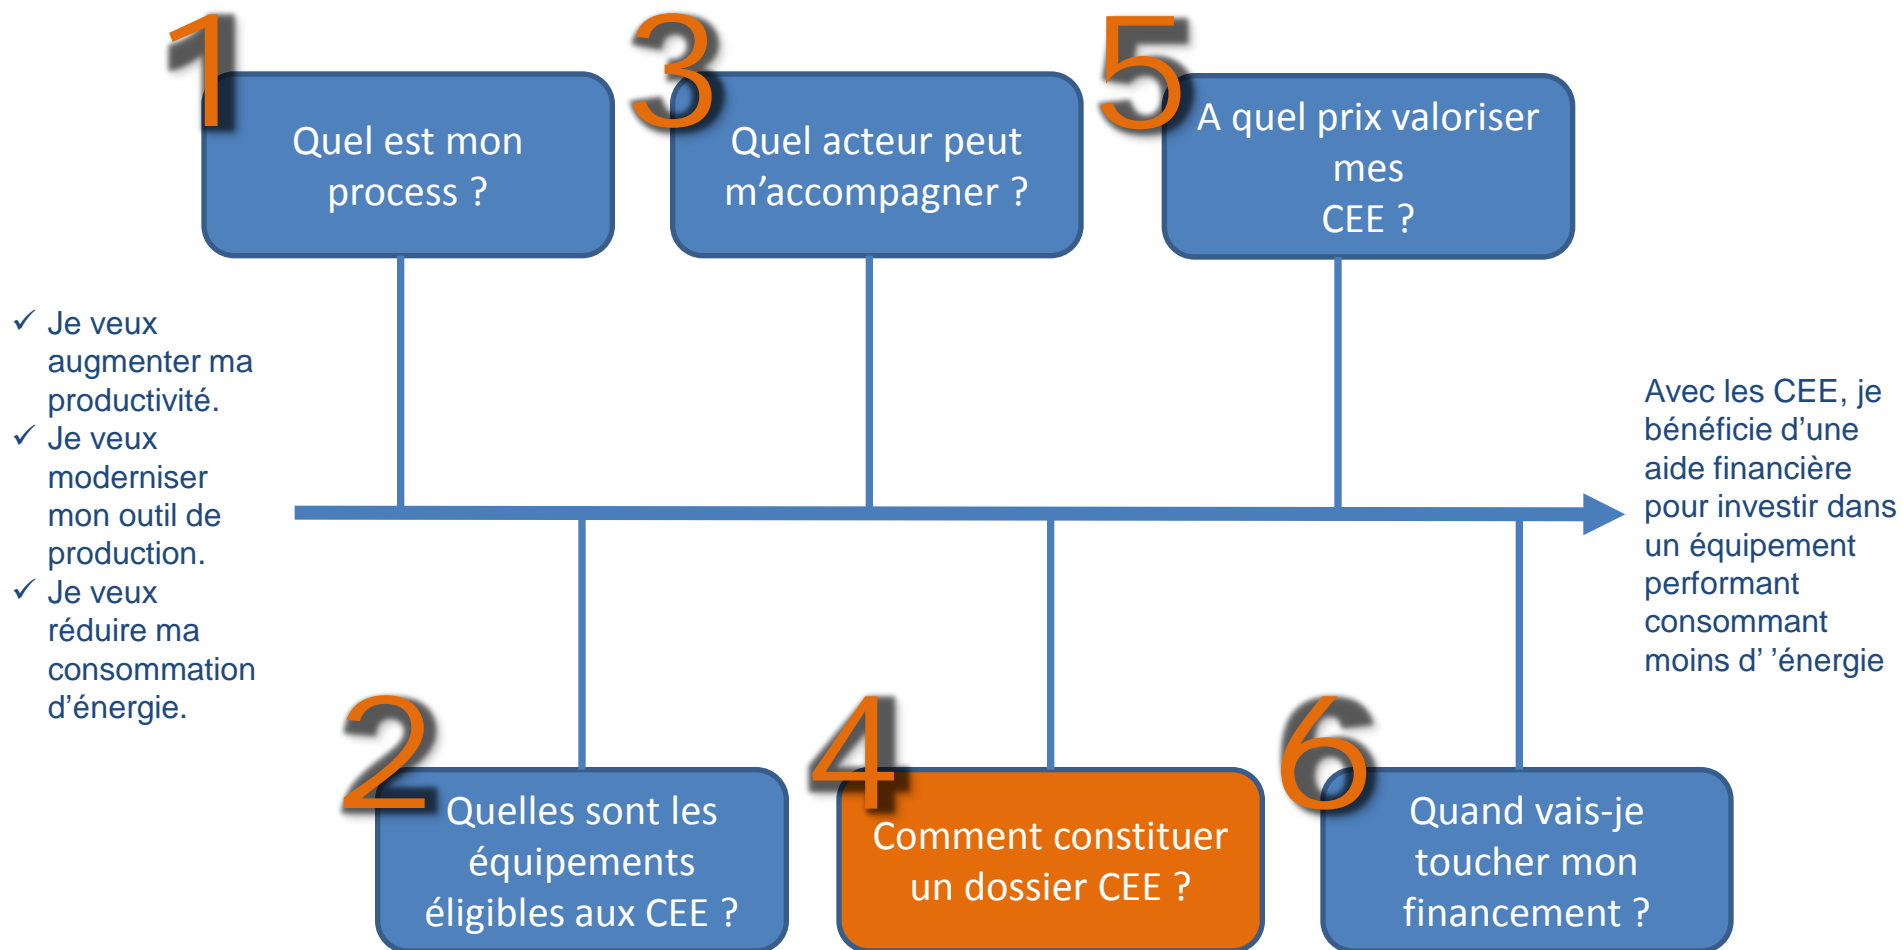 1
Quel est mon
process ?
3
Quel acteur peut
m’accompagner ?
5
A quel prix valoriser
mes
CEE ?
✓ Je veux
augmenter ma
productivité.
✓ Je veux
moderniser
mon outil de
production.
✓ Je veux
réduire ma
consommation
d’énergie.
Avec les CEE, je
bénéficie d’une
aide financière
pour investir dans
un équipement
performant
consommant
moins d’ ’énergie
2
Quelles sont les
équipements
éligibles aux CEE ?
4
Comment constituer
un dossier CEE ?
6
Quand vais-je
toucher mon
financement ?